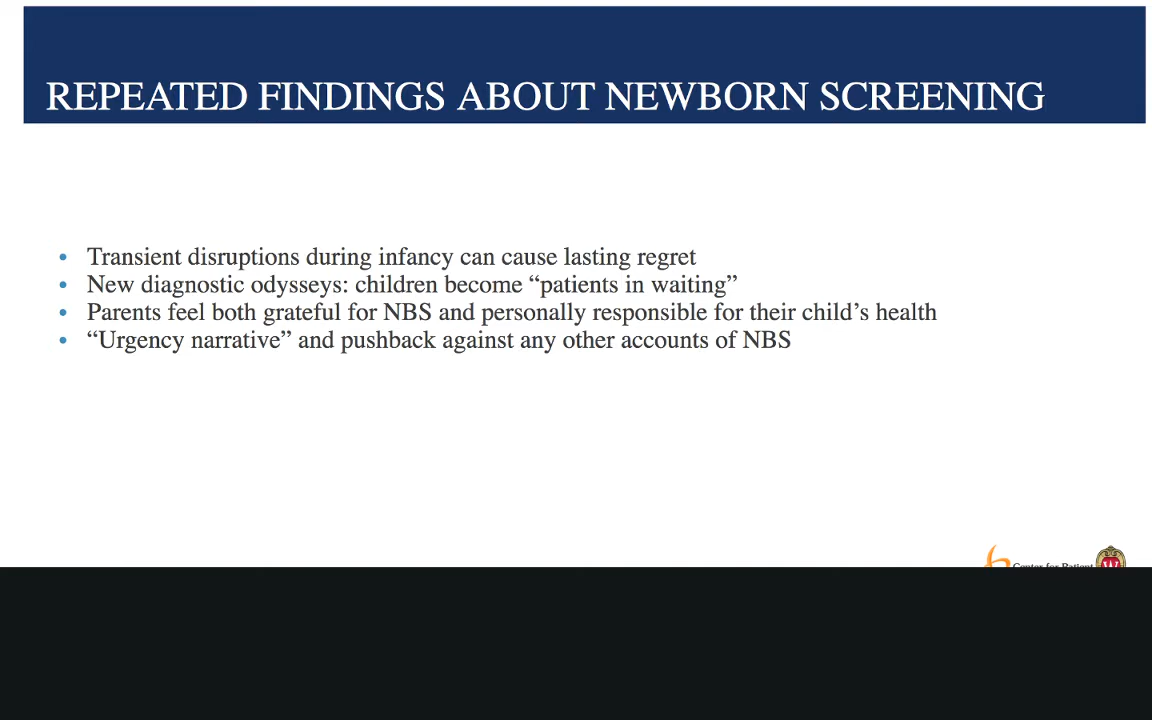 REPEATED FINDINGS ABOUT NEWBORN SCREENING
• Transient disruptions during infancy can cause lasting regret
• New diagnostic odysseys: children become “patients in waiting”
• Parents feel both grateful for NBS and personally responsible for their child’s health
• “Urgency narrative” and pushback against any other accounts of NBS
Center for Patient
W